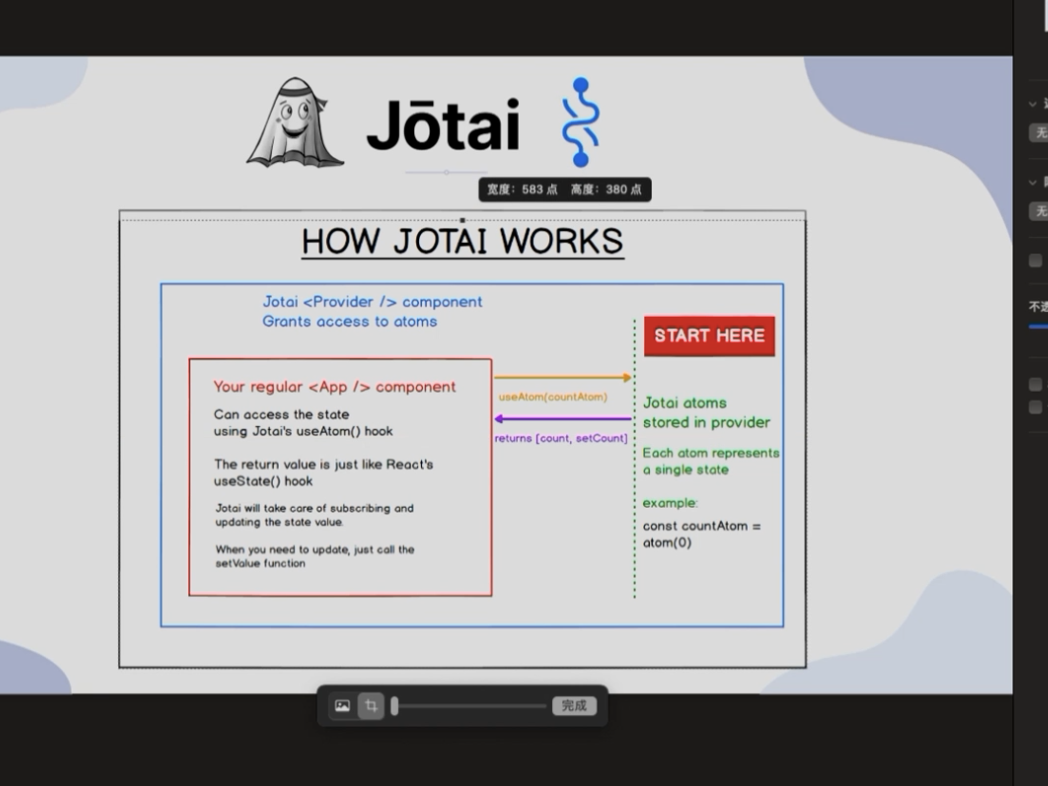 Jōtai
宽度：583 点 高度：380 点
HOW JOTAI WORKS
Jotai <Provider /> component
Grants access to atoms
START HERE
Your regular <App /> component
Can access the state
using Jotai's useAtom() hook
The return value is just like React's
useState() hook
Jotai will take care of subscribing and
updating the state value.
When you need to update, just call the
setValue function
useAtom(countAtom)
returns [count, setCount]
Jotai atoms
stored in provider
Each atom represents
a single state
example:
const countAtom =
atom(0)
完成
无
无
不透